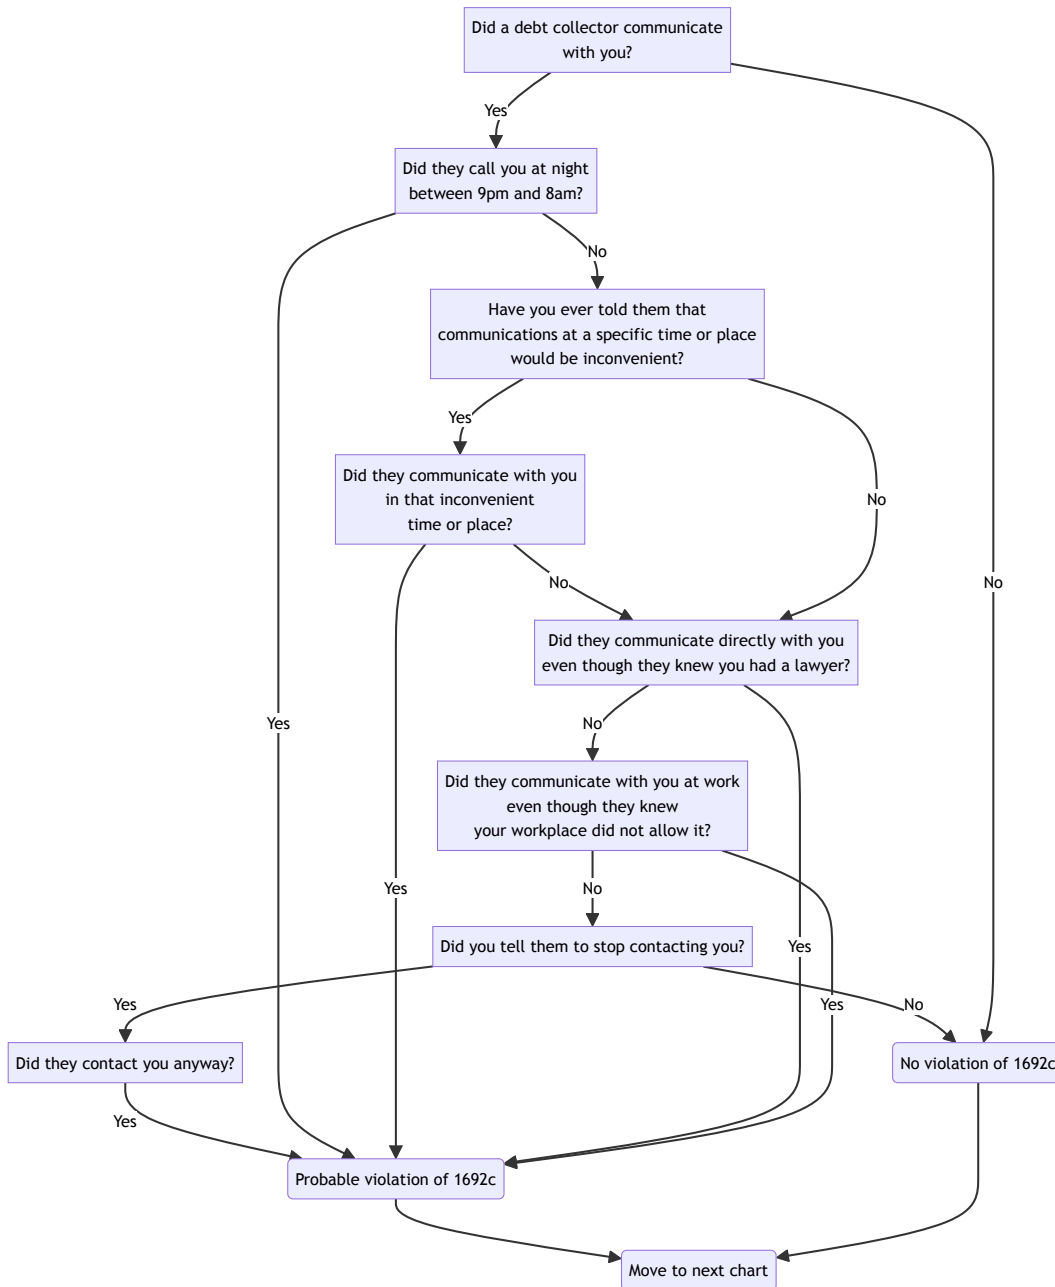 Did a debt collector communicate
with you?
Yes
Did they call you at night
between 9pm and 8am?
No
Have you ever told them that
communications at a specific time or place
would be inconvenient?
Yes
Did they communicate with you
in that inconvenient
time or place?
No
No
No
Did they communicate directly with you
even though they knew you had a lawyer?
Yes
No
Did they communicate with you at work
even though they knew
your workplace did not allow it?
Yes
No
Did you tell them to stop contacting you?
Yes
Yes
Yes
No
Did they contact you anyway?
No violation of 1692c
Yes
Probable violation of 1692c
Move to next chart